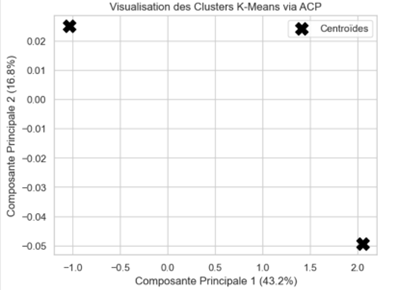 Visualisation des Clusters K-Means via ACP
Centroïdes
Composante Principale 2 (16.8%)
0.02
0.01
0.00
−0.01
−0.02
−0.03
−0.04
−0.05
−1.0 −0.5 0.0 0.5 1.0 1.5 2.0
Composante Principale 1 (43.2%)